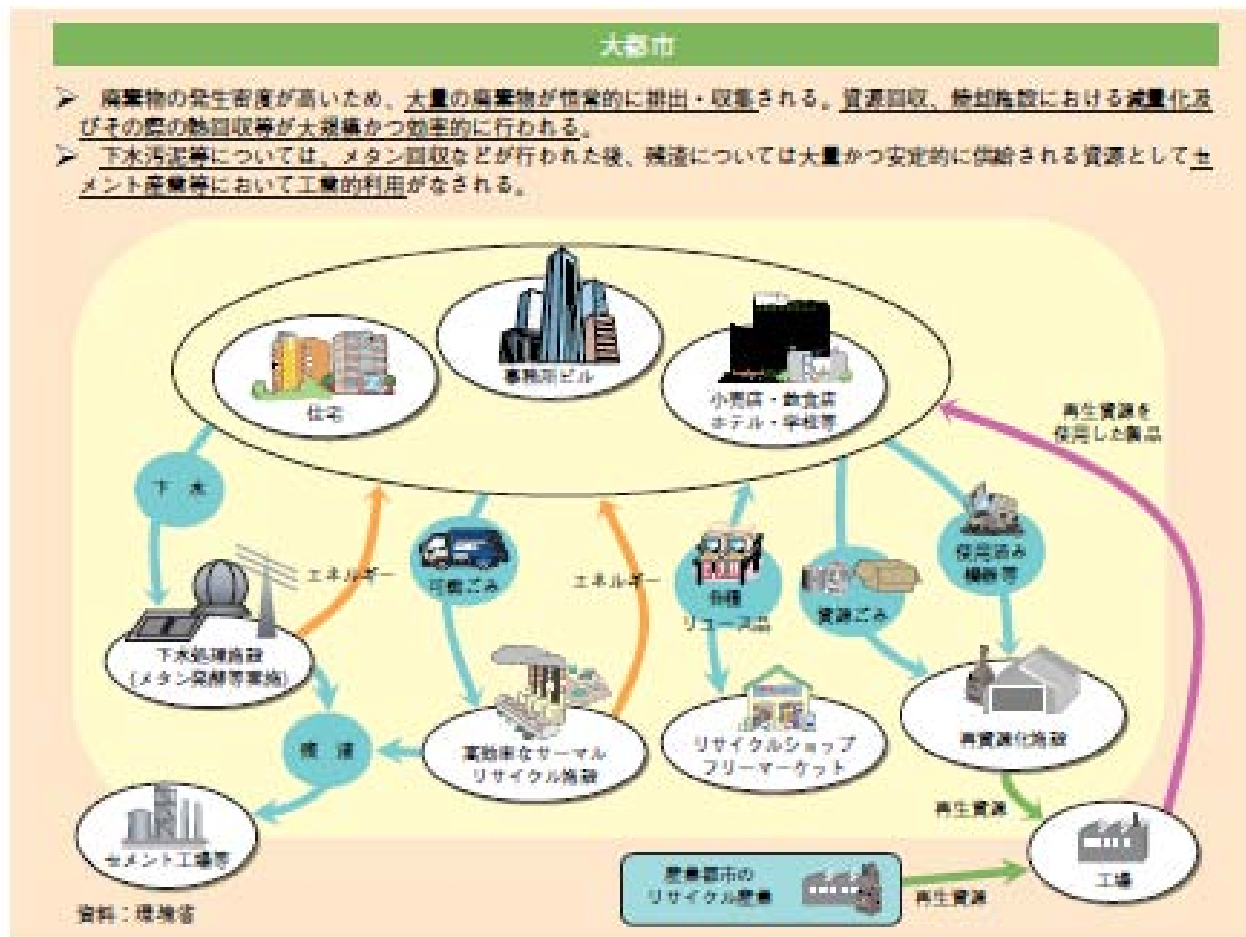 大都市
➢ 廃棄物の発生密度が高いため、大量の廃棄物が恒常的に排出・収集される。資源回収、焼却施設における減量化及
びその際の熱回収等が大規模かつ効率的に行われる。
➢ 下水汚泥等については、メタン回収などが行われた後、残渣については大量かつ安定的に供給される資源としてセ
メント産業等において工業的利用がなされる。
住宅
事務所ビル
小売店・飲食店
ホテル・学校等
再生資源を
使用した製品
下 水
エネルギー
可燃ごみ
エネルギー
各種
リユース品
資源ごみ
使用済み
機器等
下水処理施設
(メタン発酵等実施)
残 渣
高効率なサーマル
リサイクル施設
リサイクルショップ
フリーマーケット
再資源化施設
再生資源
セメント工場等
産業都市の
リサイクル産業
再生資源
工場
資料：環境省